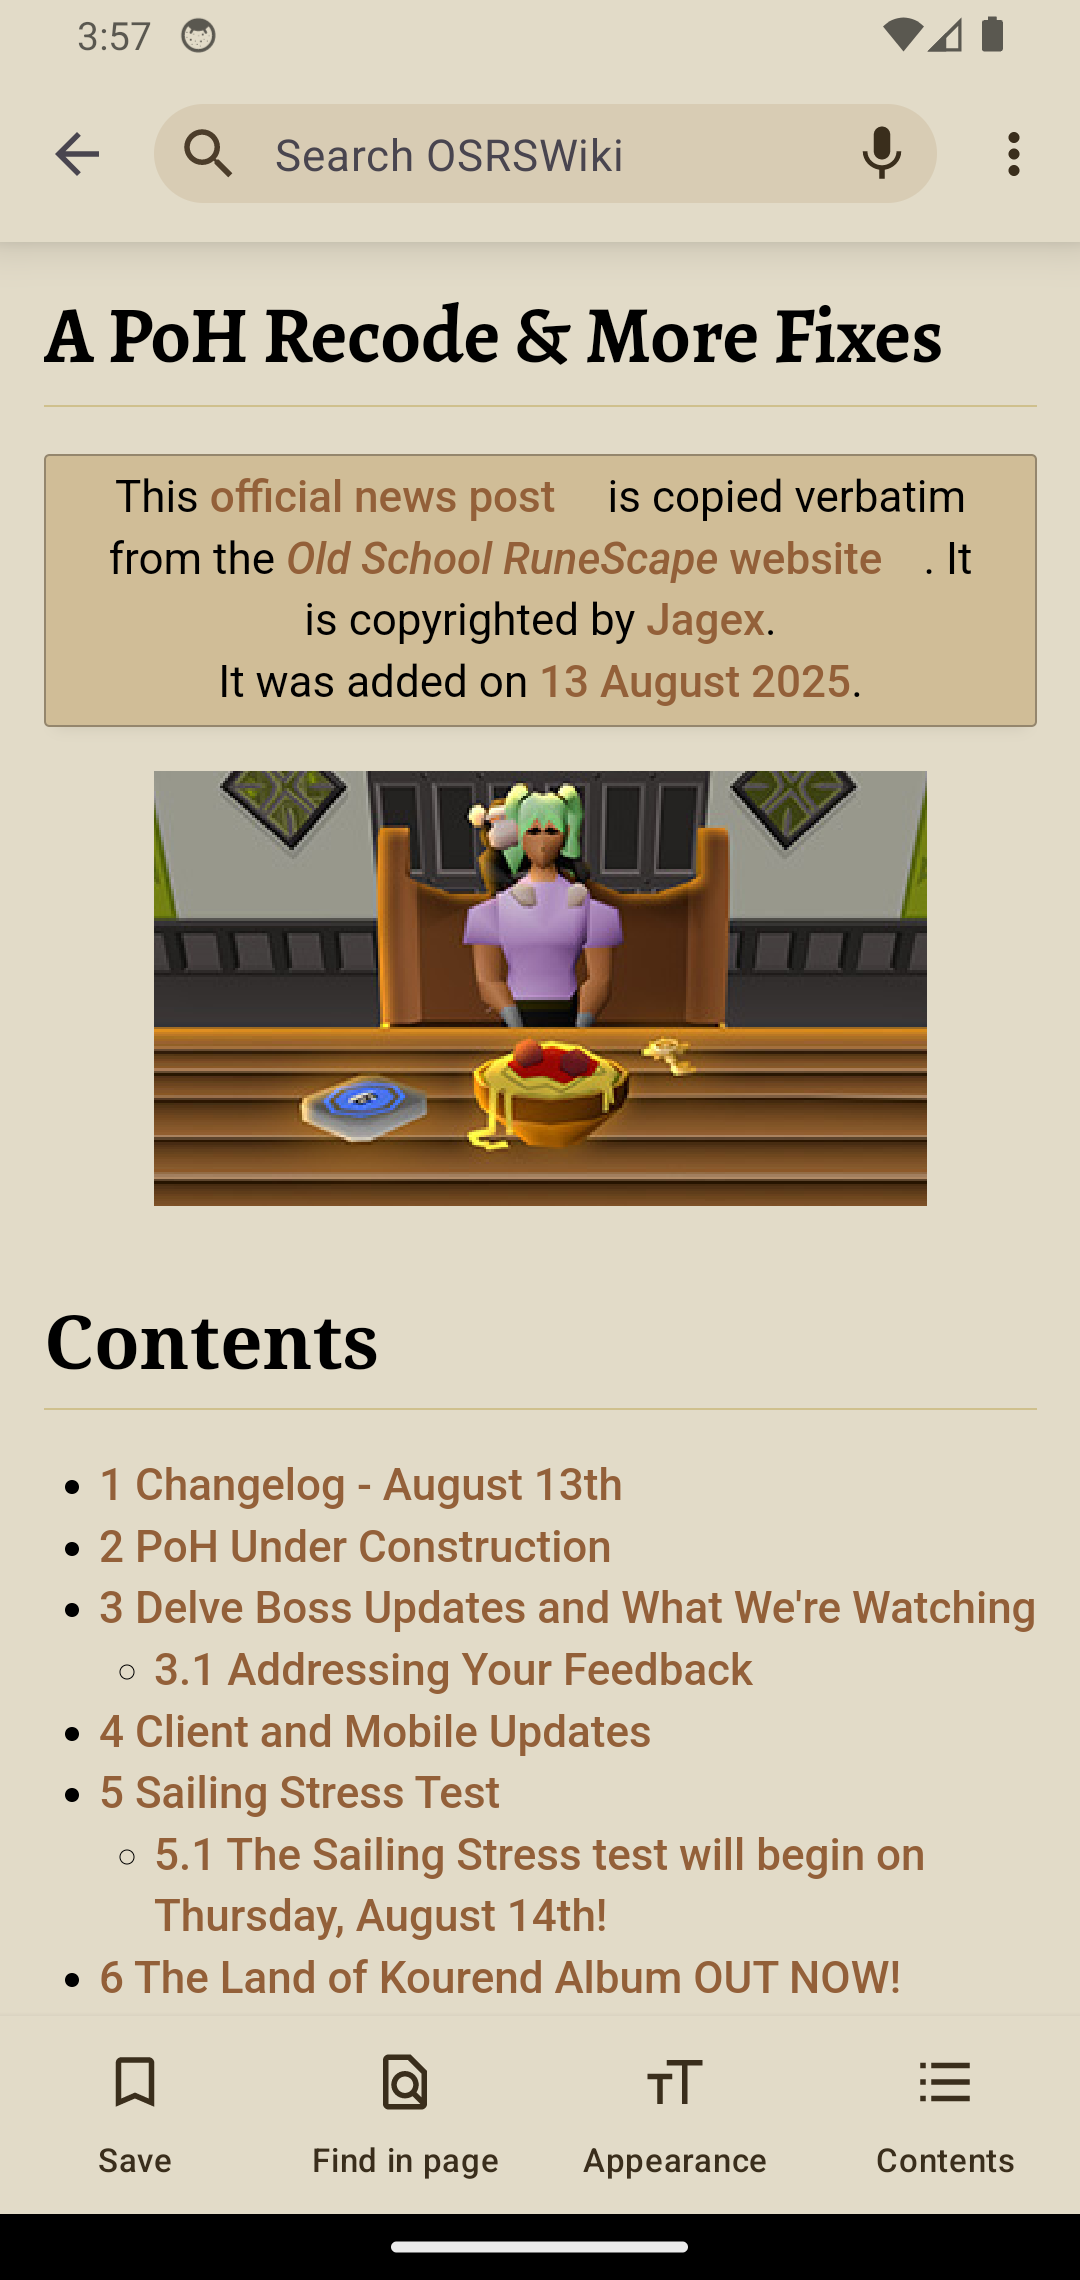 3:57
Search OSRSWiki
A PoH Recode & More Fixes
This official news post is copied verbatim
from the Old School RuneScape website . It
is copyrighted by Jagex.
It was added on 13 August 2025.
Contents
1 Changelog - August 13th
2 PoH Under Construction
3 Delve Boss Updates and What We're Watching
3.1 Addressing Your Feedback
4 Client and Mobile Updates
5 Sailing Stress Test
5.1 The Sailing Stress test will begin on
Thursday, August 14th!
6 The Land of Kourend Album OUT NOW!
Save
Find in page
Appearance
Contents